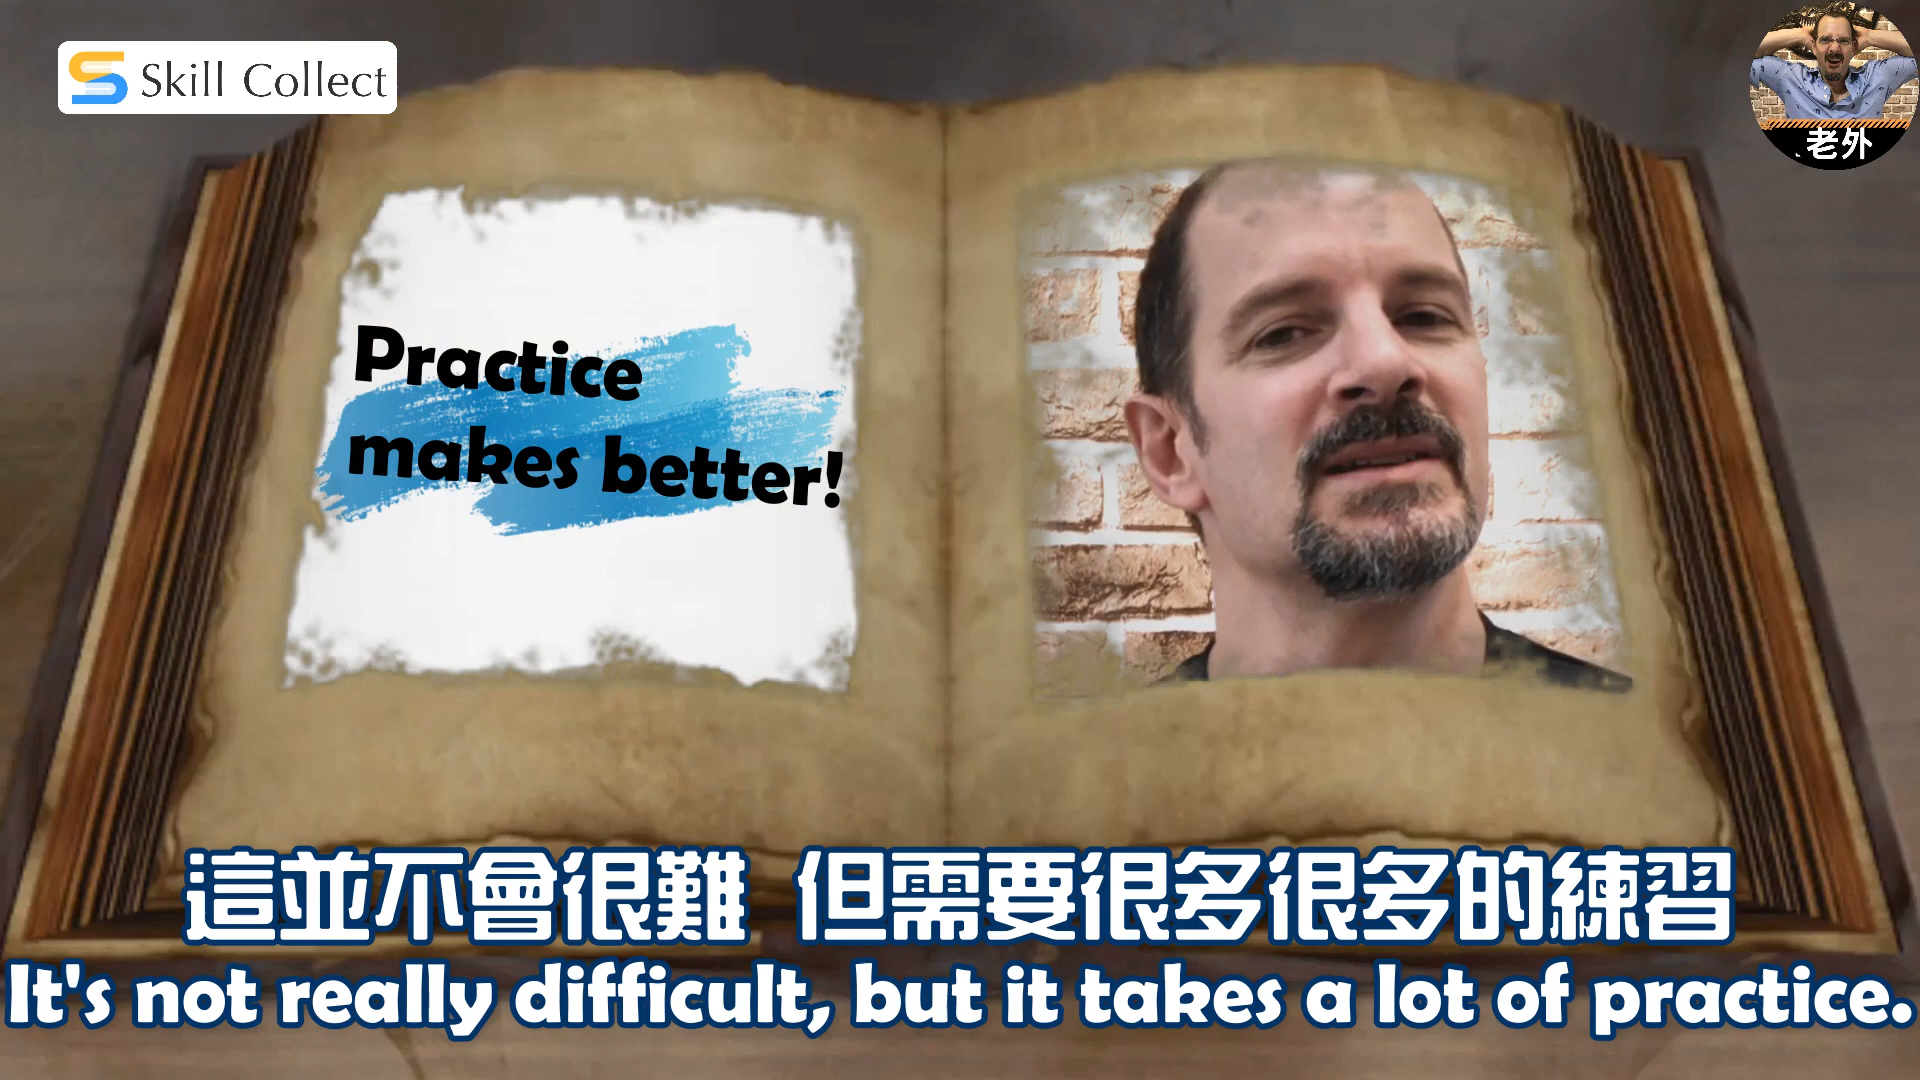 Skill Collect
老外
Practice
makes better!
這並不會很難 但需要很多很多的練習
It's not really difficult, but it takes a lot of practice.